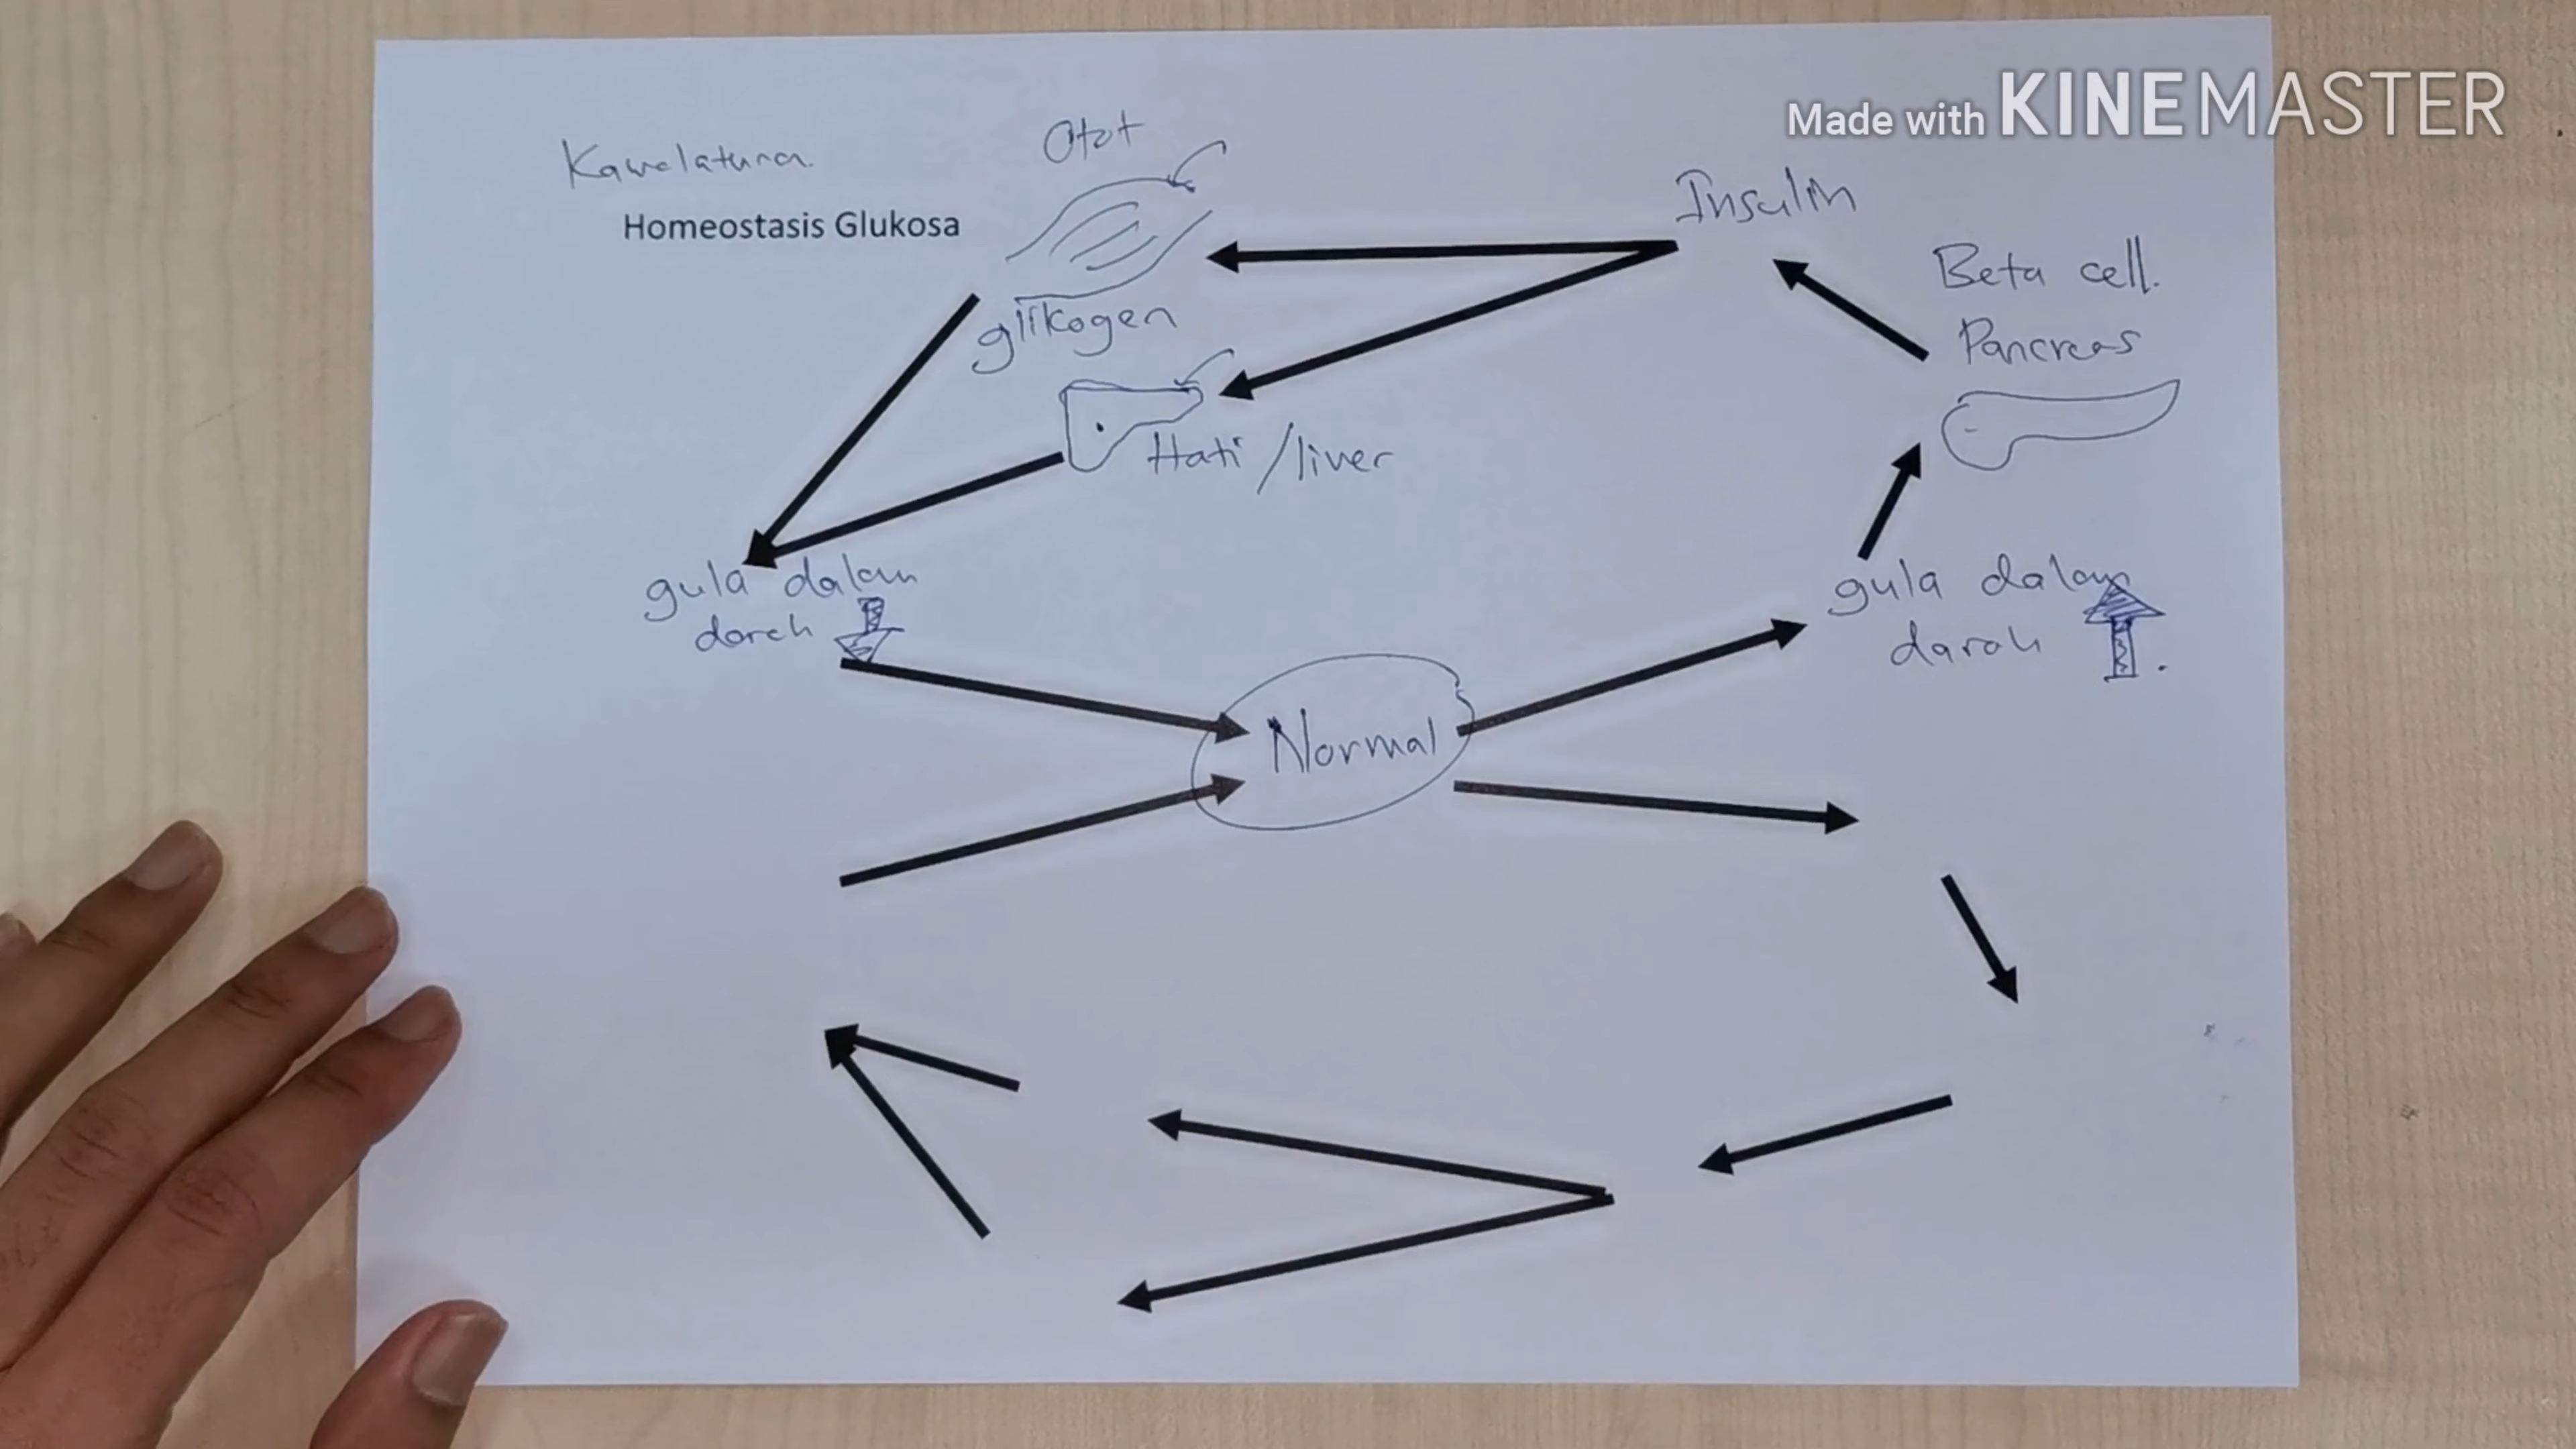 Made with KINEMASTER
Otot
Kawalatura
Homeostasis Glukosa
Insulin
Beta cell.
Pancreas
glikogen
Hati /liver
gula dalam
darah
gula dalam
darah
Normal